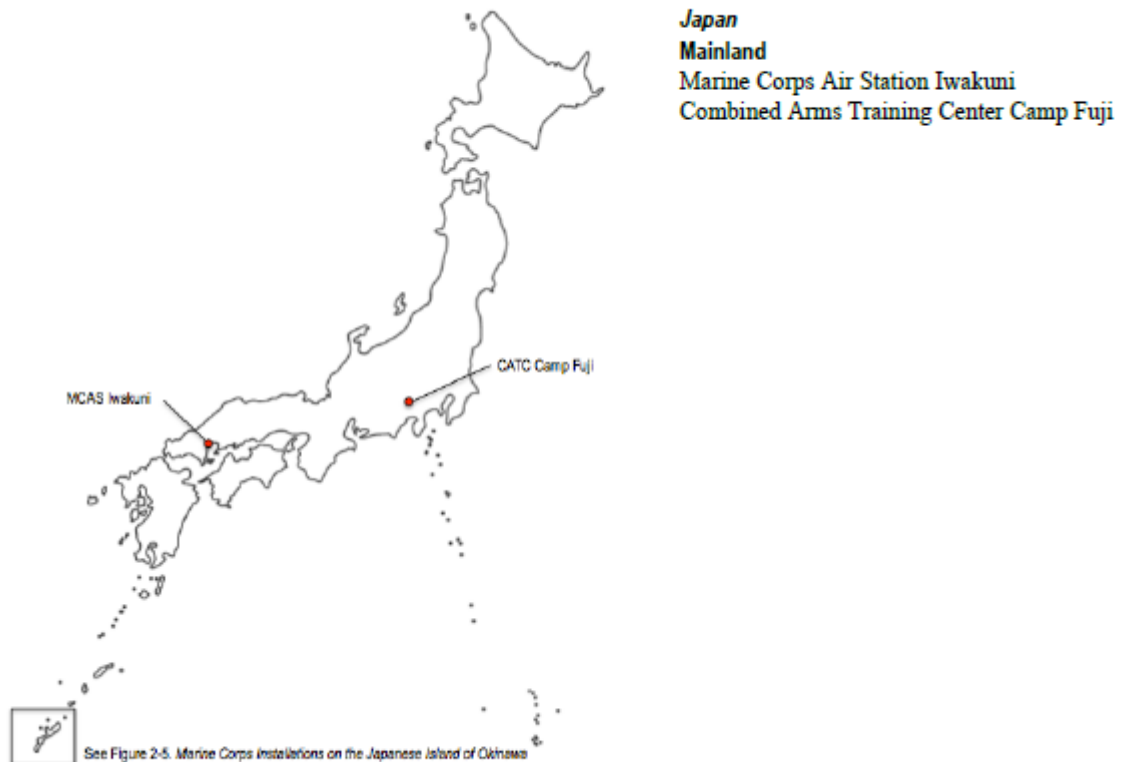 Japan
Mainland
Marine Corps Air Station Iwakuni
Combined Arms Training Center Camp Fuji
CATC Camp Fuji
MCAS Iwakuni
See Figure 2-5. Marine Corps Installations on the Japanese Island of Okinawa